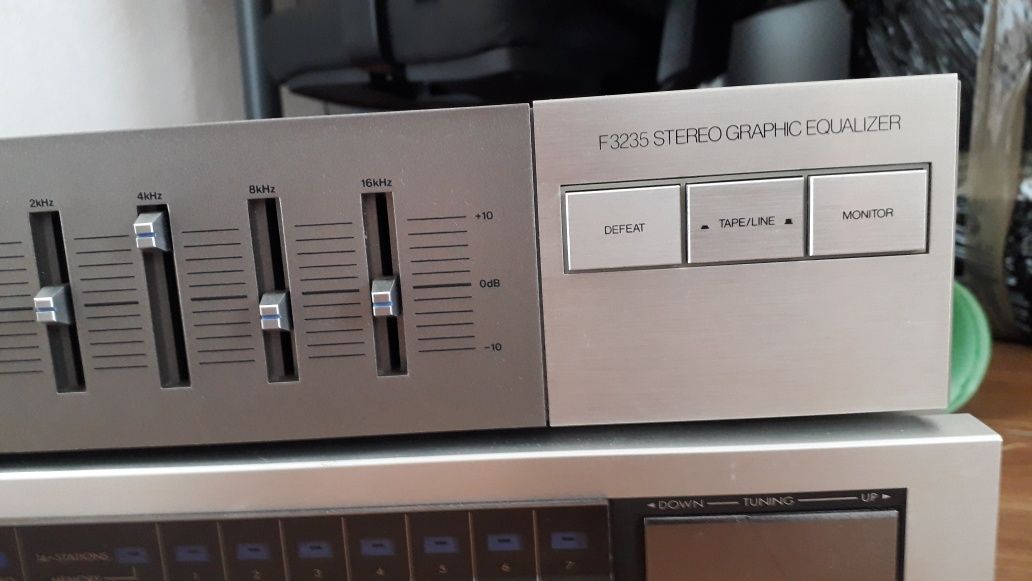 F3235 STEREO GRAPHIC EQUALIZER
2kHz 4kHz 8kHz 16kHz
+10
0dB
-10
DEFEAT TAPE/LINE MONITOR
DOWN TUNING UP
STATIONS
MEMORY
1 2 3 4 5 6 7